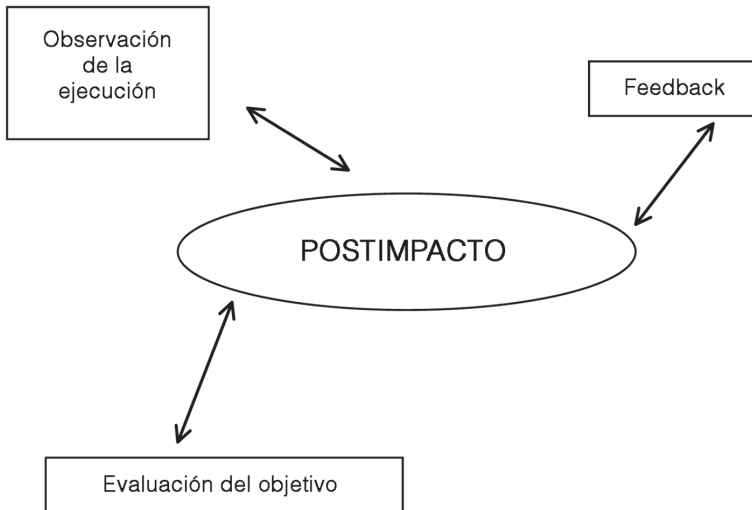 Observación
de la
ejecución
Feedback
POSTIMPACTO
Evaluación del objetivo